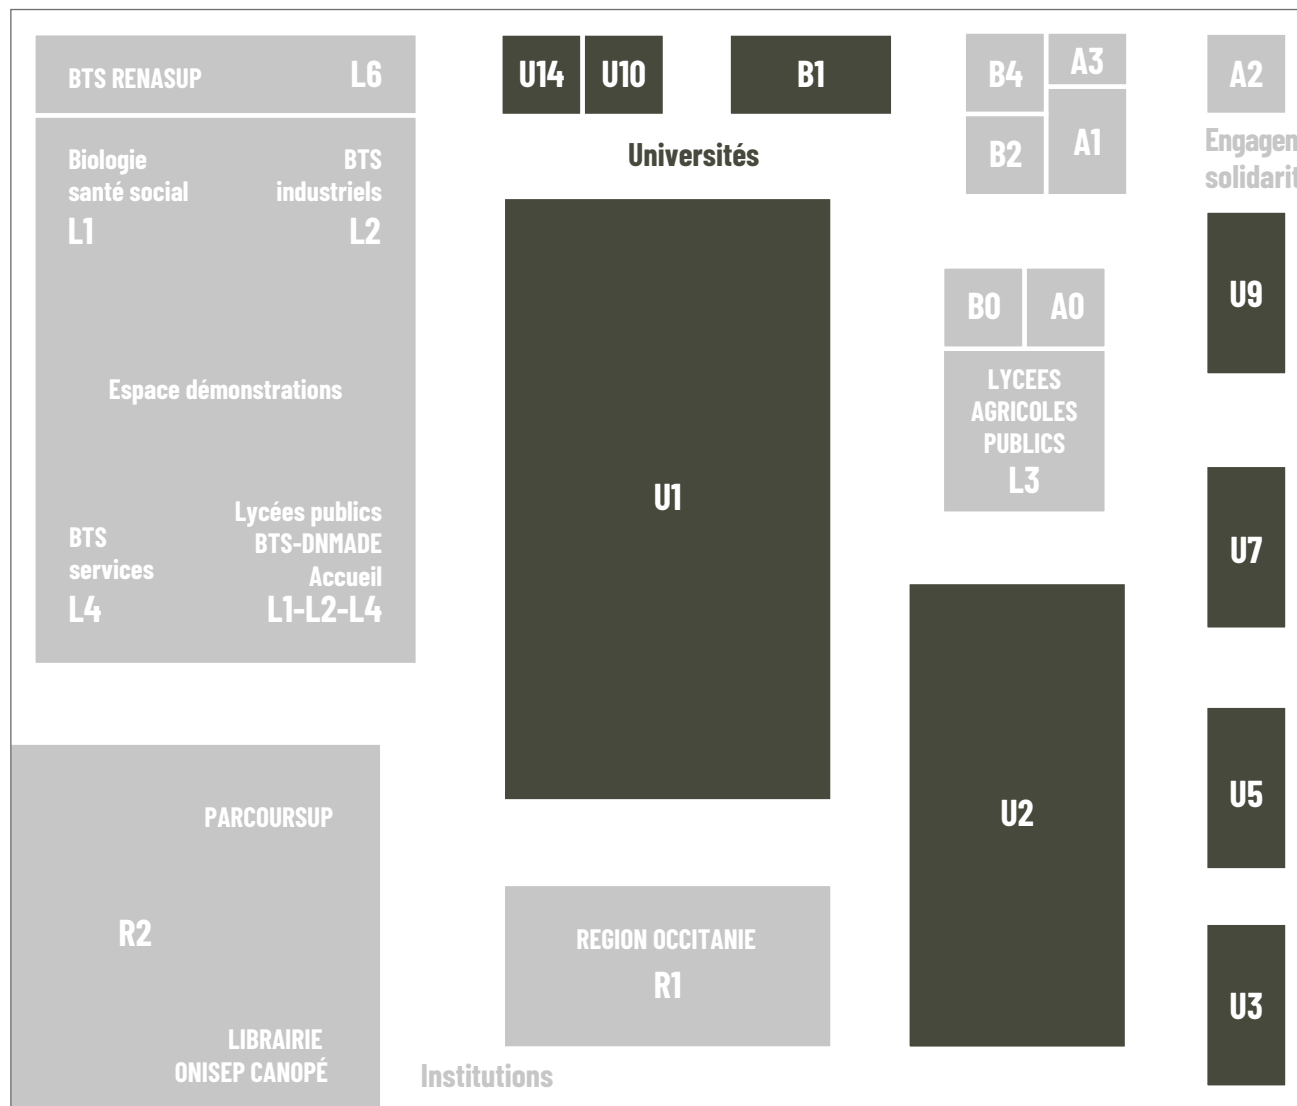 BTS RENASUP L6
Biologie
santé social
L1
BTS
industriels
L2
Espace démonstrations
BTS
services
L4
Lycées publics
BTS-DNMADE
Accueil
L1-L2-L4
PARCOURSUP
R2
LIBRAIRIE
ONISEP CANOPÉ
U14
U10
B1
Universités
U1
REGION OCCITANIE
R1
Institutions
B4
A3
B2
A1
B0
A0
LYCEES
AGRICOLES
PUBLICS
L3
U2
A2
Engagem
solidarit
U9
U7
U5
U3